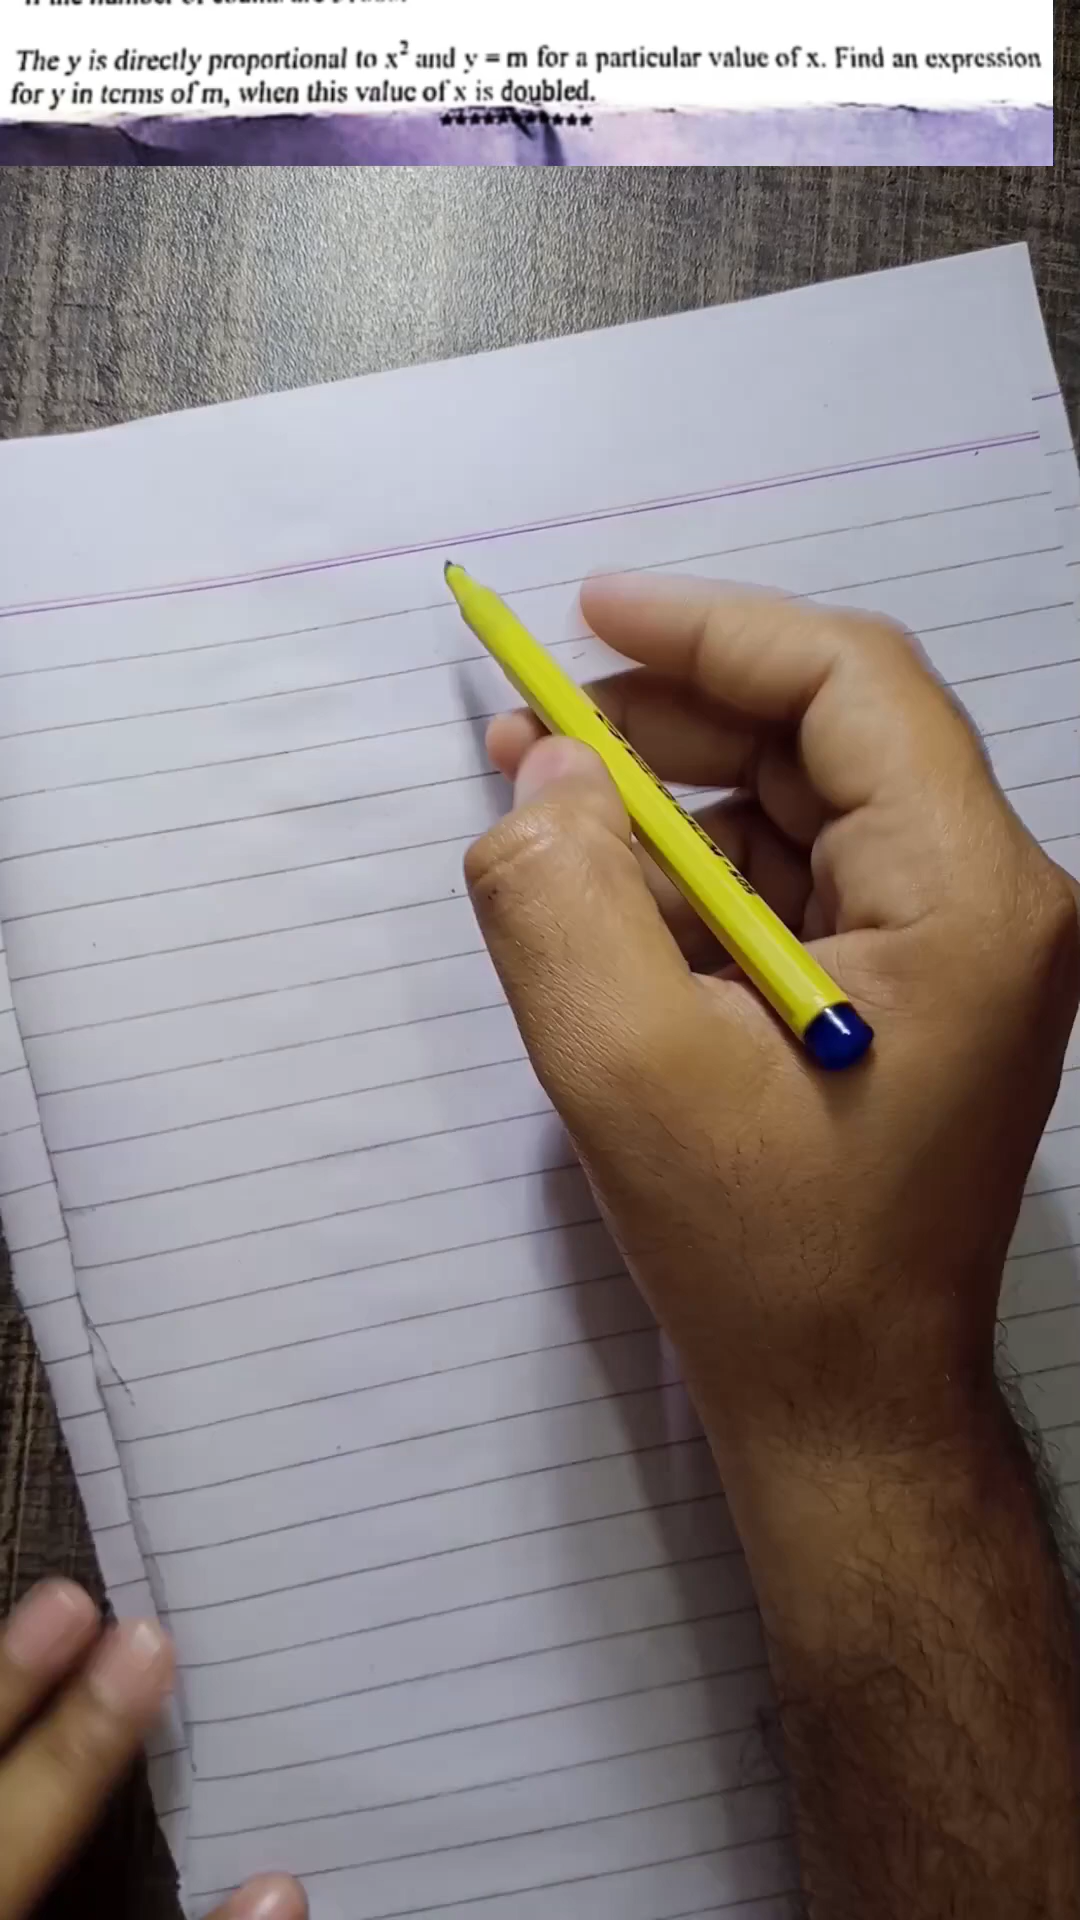 The y is directly proportional to x² and y = m for a particular value of x. Find an expression
for y in terms of m, when this value of x is doubled.
***********